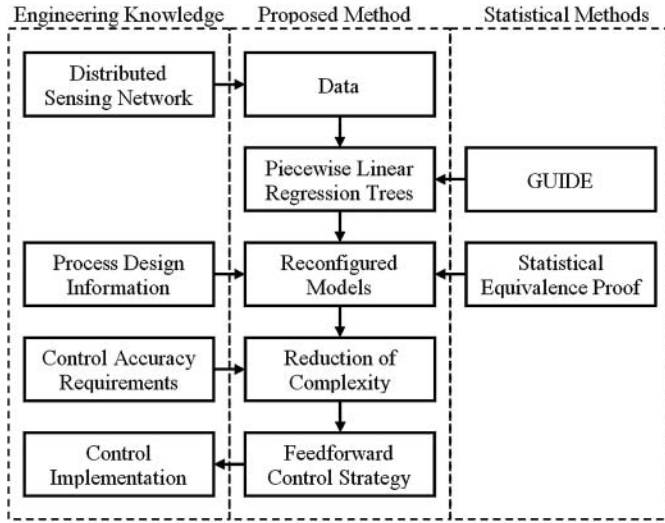 Engineering Knowledge
Proposed Method
Statistical Methods
Distributed
Sensing Network
Data
Piecewise Linear
Regression Trees
GUIDE
Process Design
Information
Reconfigured
Models
Statistical
Equivalence Proof
Control Accuracy
Requirements
Reduction of
Complexity
Control
Implementation
Feedforward
Control Strategy